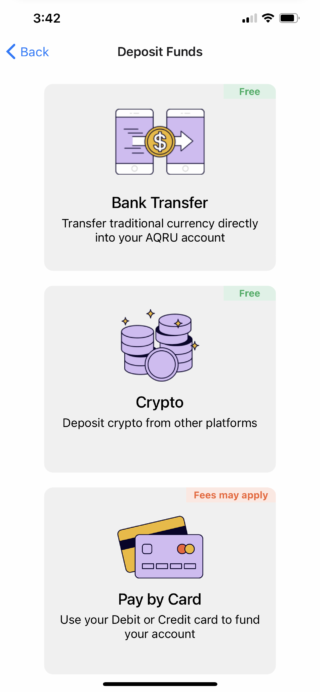 3:42
Back
Deposit Funds
Free
$
Bank Transfer
Transfer traditional currency directly
into your AQRU account
Free
Crypto
Deposit crypto from other platforms
Fees may apply
Pay by Card
Use your Debit or Credit card to fund
your account